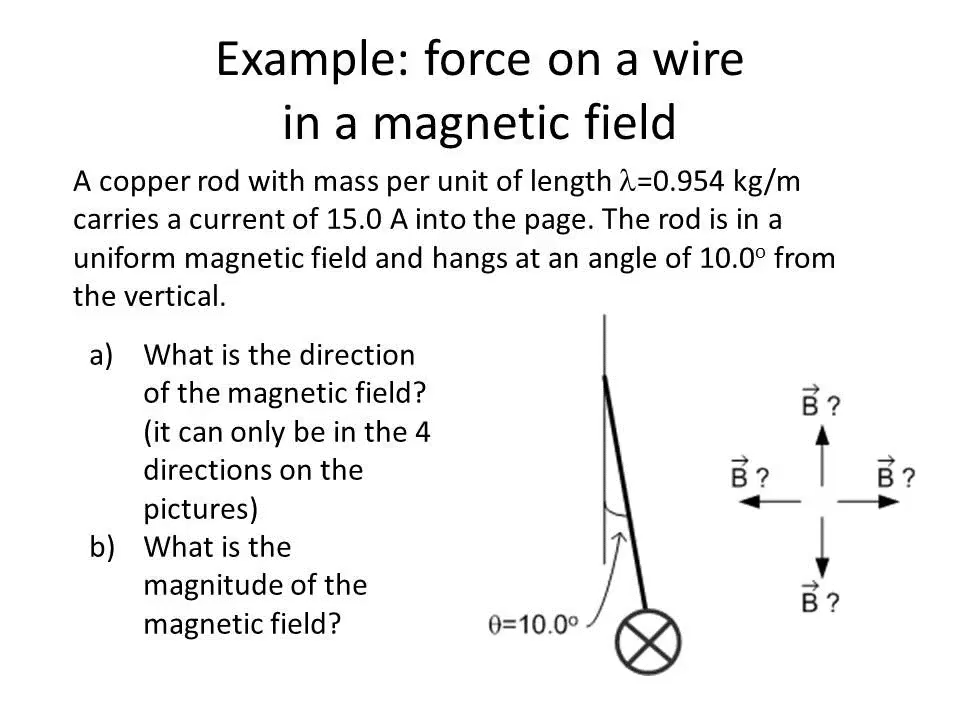 Example: force on a wire
in a magnetic field
A copper rod with mass per unit of length λ=0.954 kg/m
carries a current of 15.0 A into the page. The rod is in a
uniform magnetic field and hangs at an angle of 10.0º from
the vertical.
a) What is the direction
of the magnetic field?
(it can only be in the 4
directions on the
pictures)
b) What is the
magnitude of the
magnetic field?
θ=10.0º
B⃗ ?
B⃗ ?
B⃗ ?
B⃗ ?